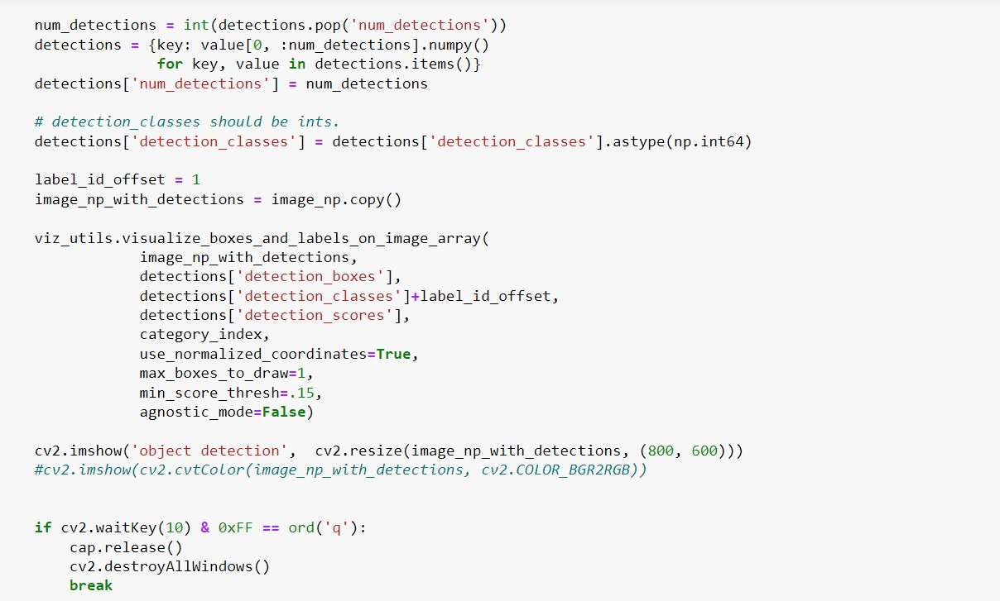 num_detections = int(detections.pop('num_detections'))
detections = {key: value[0, :num_detections].numpy()
              for key, value in detections.items()}
detections['num_detections'] = num_detections

# detection_classes should be ints.
detections['detection_classes'] = detections['detection_classes'].astype(np.int64)

label_id_offset = 1
image_np_with_detections = image_np.copy()

viz_utils.visualize_boxes_and_labels_on_image_array(
            image_np_with_detections,
            detections['detection_boxes'],
            detections['detection_classes']+label_id_offset,
            detections['detection_scores'],
            category_index,
            use_normalized_coordinates=True,
            max_boxes_to_draw=1,
            min_score_thresh=.15,
            agnostic_mode=False)

cv2.imshow('object detection',  cv2.resize(image_np_with_detections, (800, 600)))
#cv2.imshow(cv2.cvtColor(image_np_with_detections, cv2.COLOR_BGR2RGB))


if cv2.waitKey(10) & 0xFF == ord('q'):
    cap.release()
    cv2.destroyAllWindows()
    break